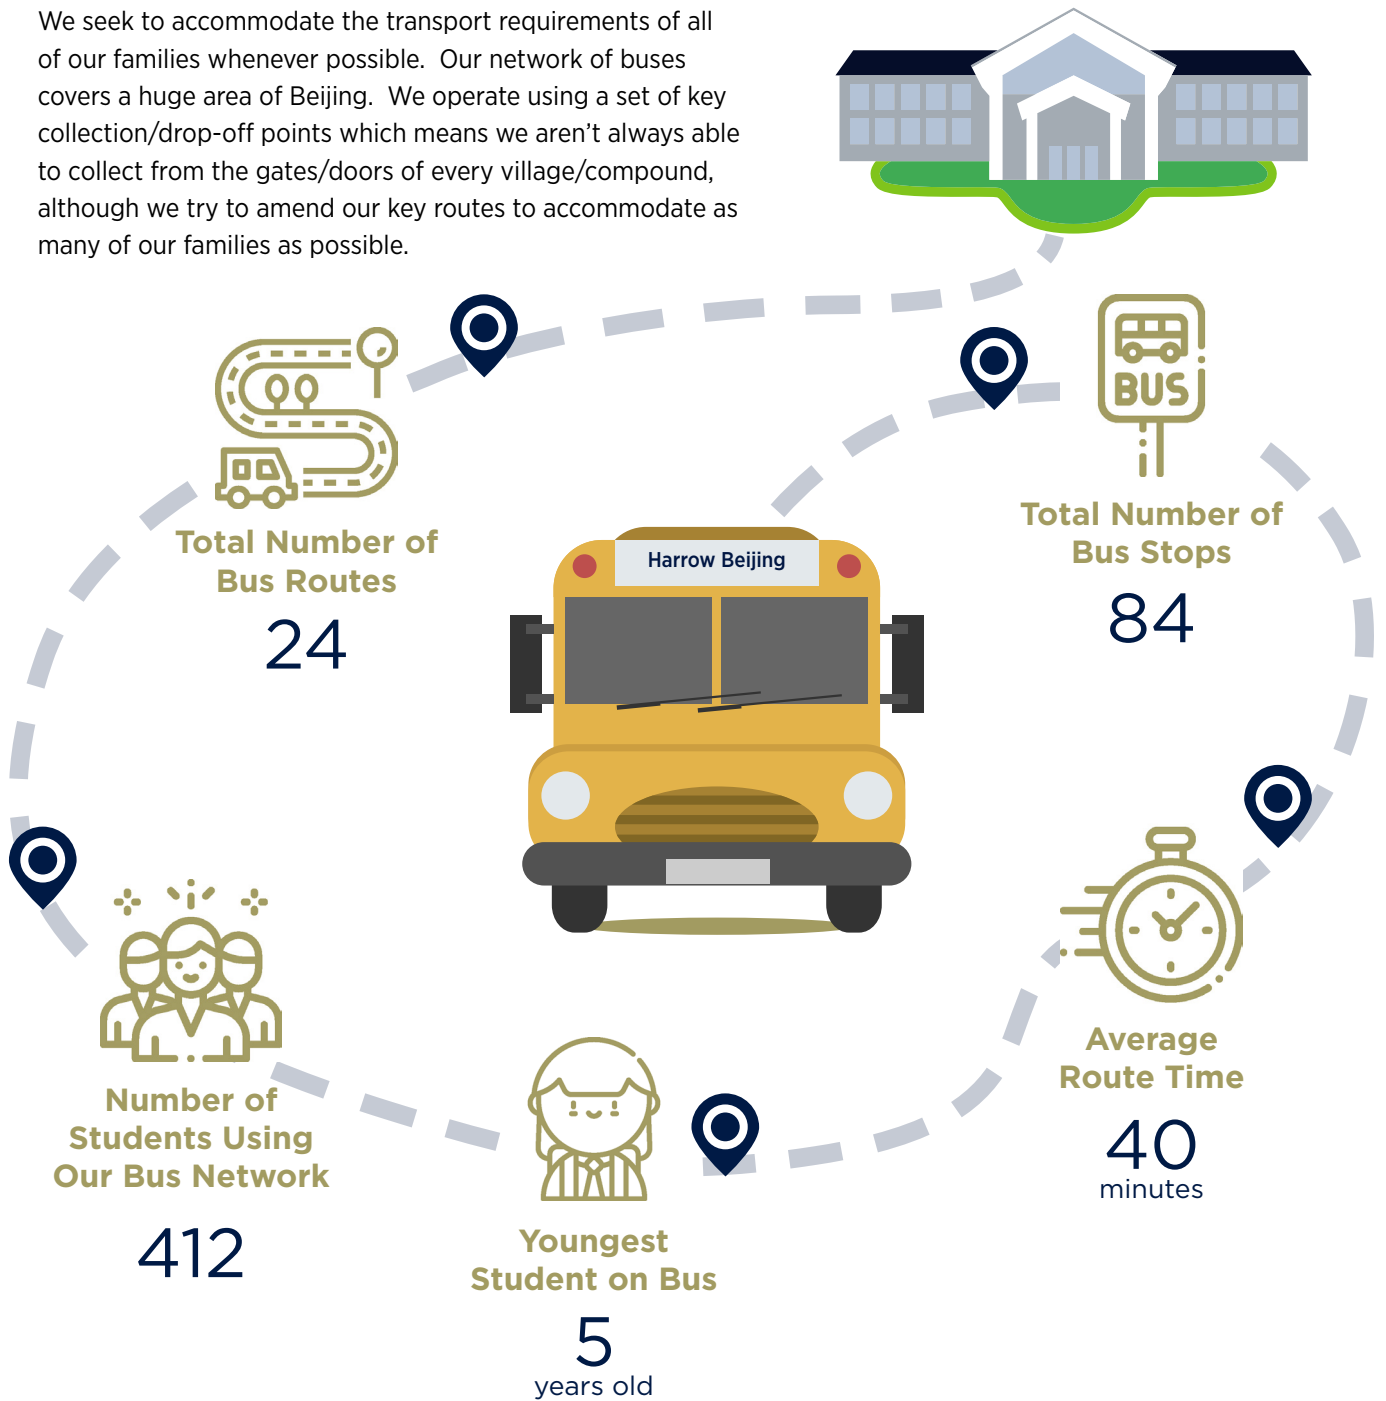 We seek to accommodate the transport requirements of all
of our families whenever possible.  Our network of buses
covers a huge area of Beijing.  We operate using a set of key
collection/drop-off points which means we aren't always able
to collect from the gates/doors of every village/compound,
although we try to amend our key routes to accommodate as
many of our families as possible.
BUS
Total Number of
Bus Stops
84
Total Number of
Bus Routes
24
Harrow Beijing
Average
Route Time
40
minutes
Number of
Students Using
Our Bus Network
412
Youngest
Student on Bus
5
years old